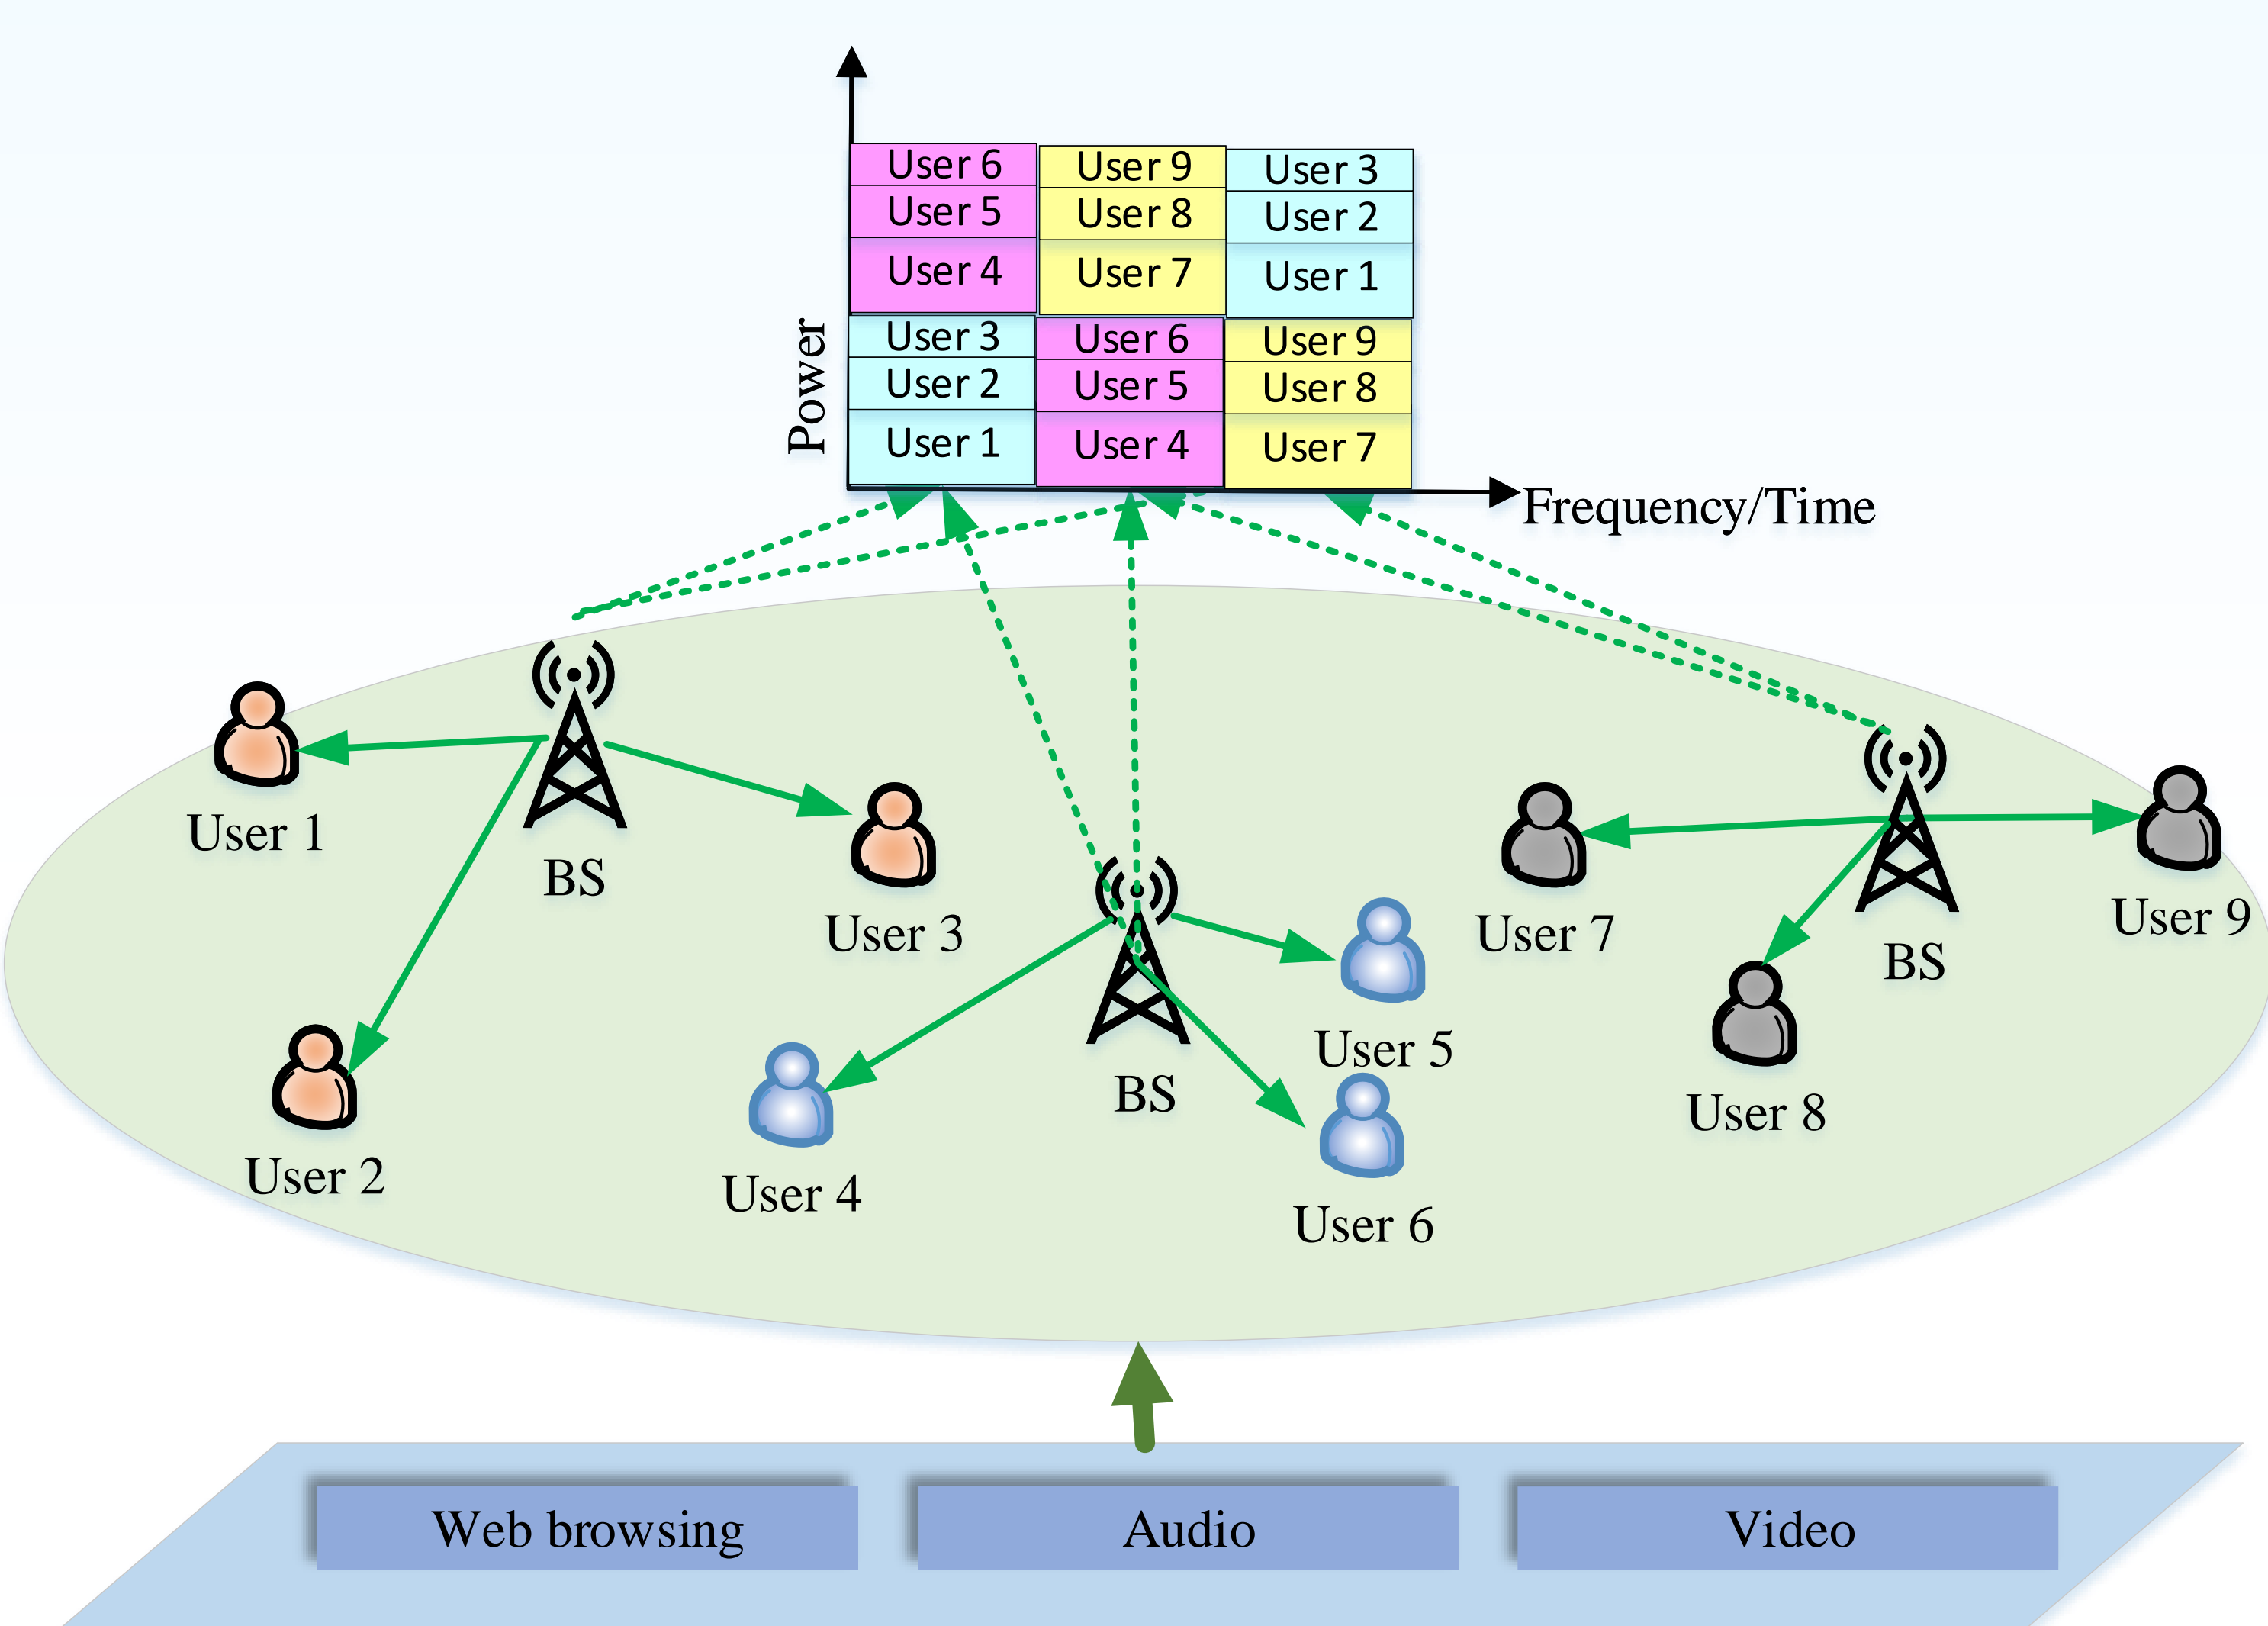 User 6
User 9
User 3
User 5
User 8
User 2
User 4
User 7
User 1
User 3
User 6
User 9
User 2
User 5
User 8
User 1
User 4
User 7
Power
Frequency/Time
User 1
BS
User 3
User 7
User 9
BS
User 5
BS
User 8
User 2
User 4
User 6
Web browsing
Audio
Video